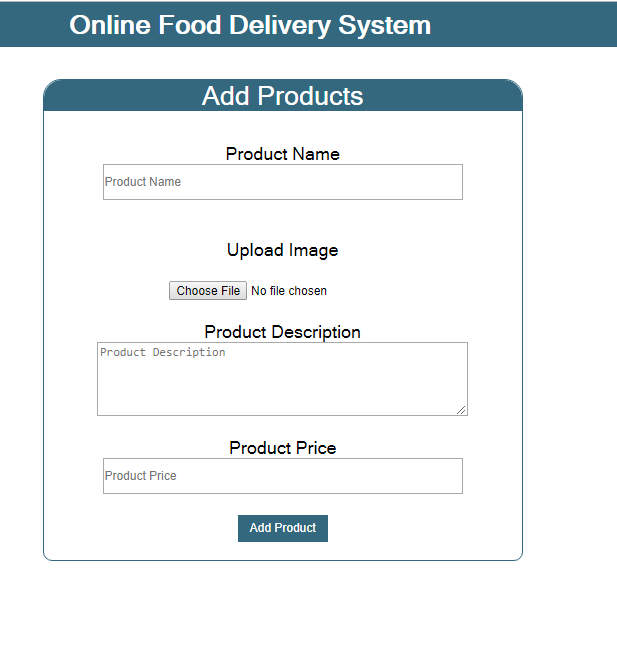 Online Food Delivery System
Add Products
Product Name
Product Name
Upload Image
Choose File No file chosen
Product Description
Product Description
Product Price
Product Price
Add Product